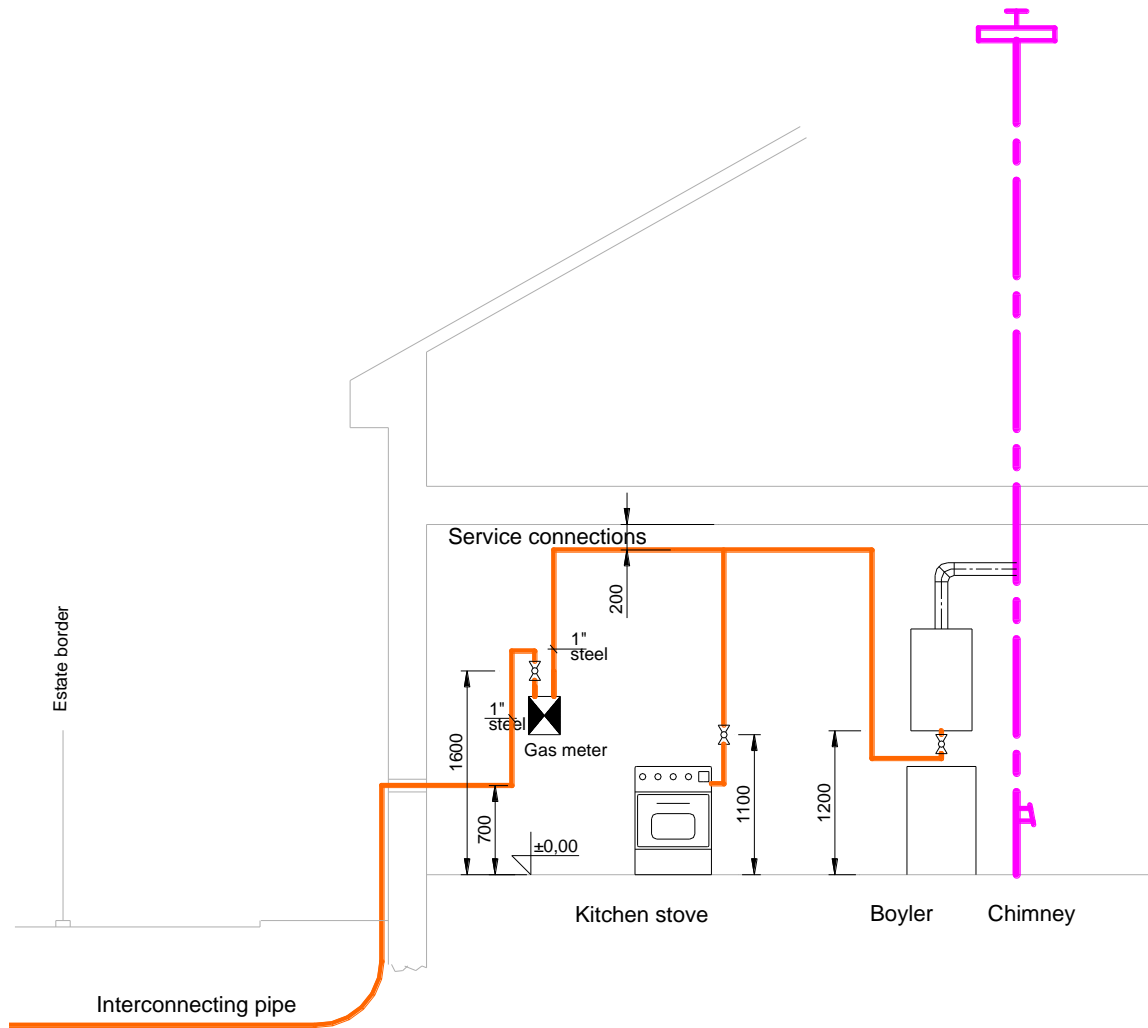 Service connections
200
1"
steel
Estate border
1"
steel
Gas meter
1600
1100
1200
700
±0,00
Kitchen stove
Boyler
Chimney
Interconnecting pipe